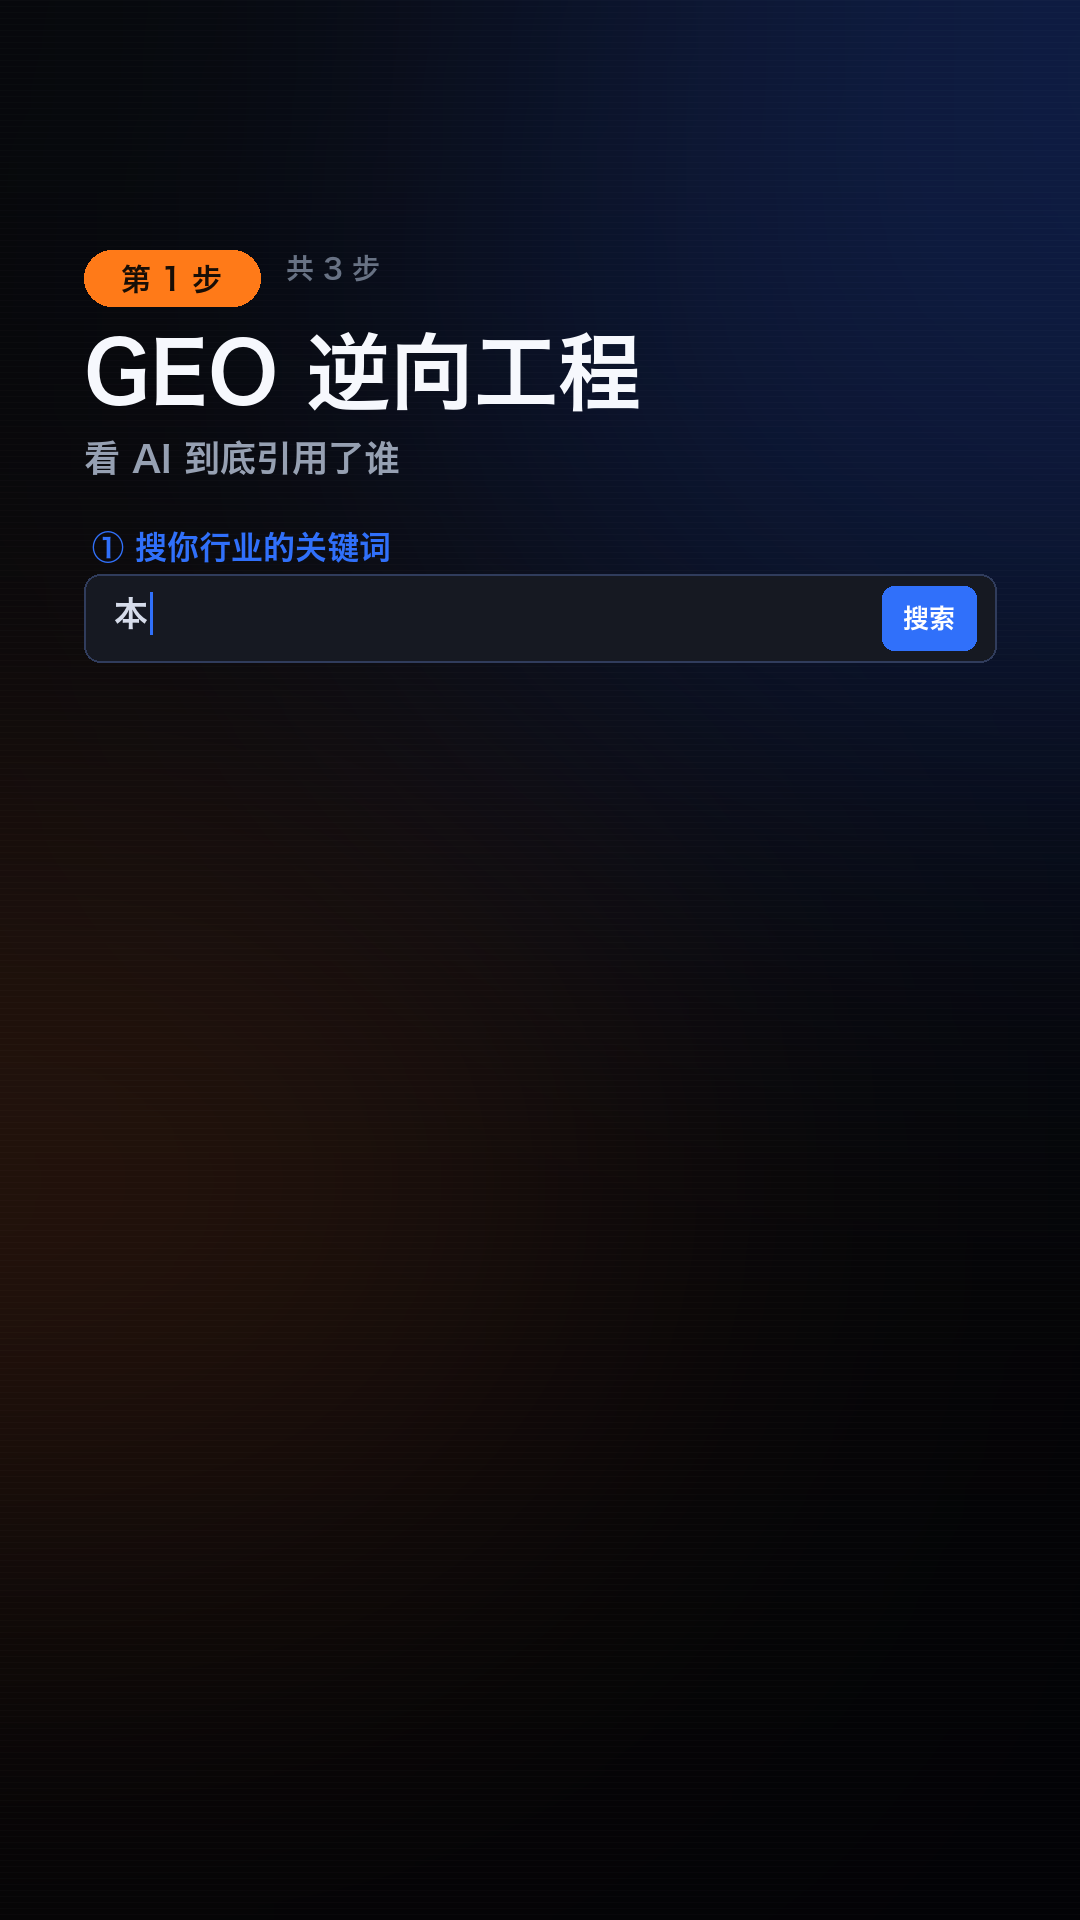 第 1 步
共 3 步
GEO 逆向工程
看 AI 到底引用了谁
① 搜你行业的关键词
本
搜索